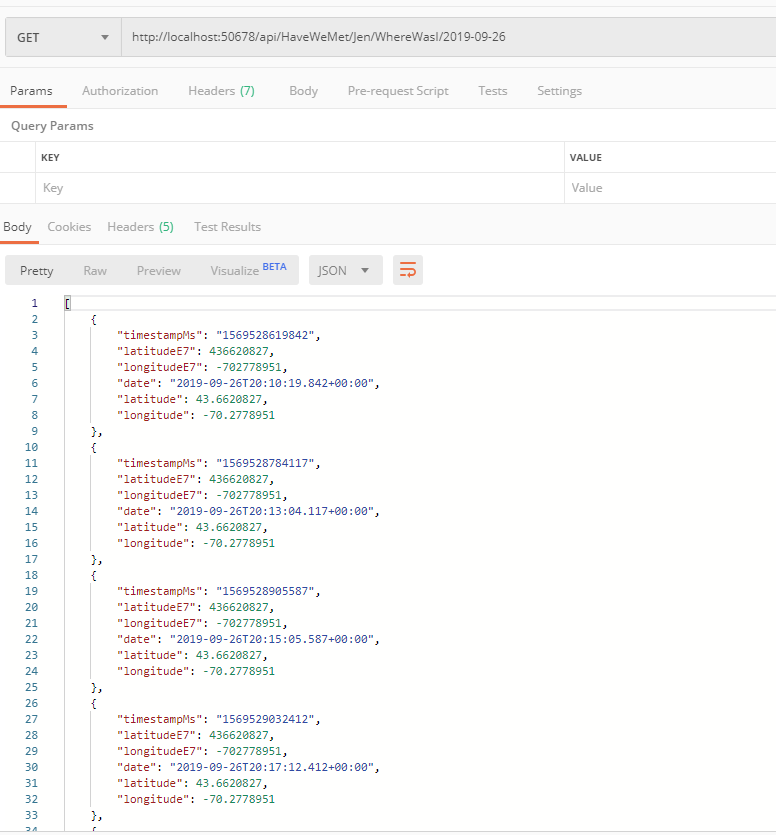 GET http://localhost:50678/api/HaveWeMet/Jen/WhereWasI/2019-09-26
Params Authorization Headers (7) Body Pre-request Script Tests Settings
Query Params
KEY VALUE
Key Value
Body Cookies Headers (5) Test Results
Pretty Raw Preview Visualize BETA JSON
1 [
2 {
3 "timestampMs": "1569528619842",
4 "latitudeE7": 436620827,
5 "longitudeE7": -702778951,
6 "date": "2019-09-26T20:10:19.842+00:00",
7 "latitude": 43.6620827,
8 "longitude": -70.2778951
9 },
10 {
11 "timestampMs": "1569528784117",
12 "latitudeE7": 436620827,
13 "longitudeE7": -702778951,
14 "date": "2019-09-26T20:13:04.117+00:00",
15 "latitude": 43.6620827,
16 "longitude": -70.2778951
17 },
18 {
19 "timestampMs": "1569528905587",
20 "latitudeE7": 436620827,
21 "longitudeE7": -702778951,
22 "date": "2019-09-26T20:15:05.587+00:00",
23 "latitude": 43.6620827,
24 "longitude": -70.2778951
25 },
26 {
27 "timestampMs": "1569529032412",
28 "latitudeE7": 436620827,
29 "longitudeE7": -702778951,
30 "date": "2019-09-26T20:17:12.412+00:00",
31 "latitude": 43.6620827,
32 "longitude": -70.2778951
33 },
34 {